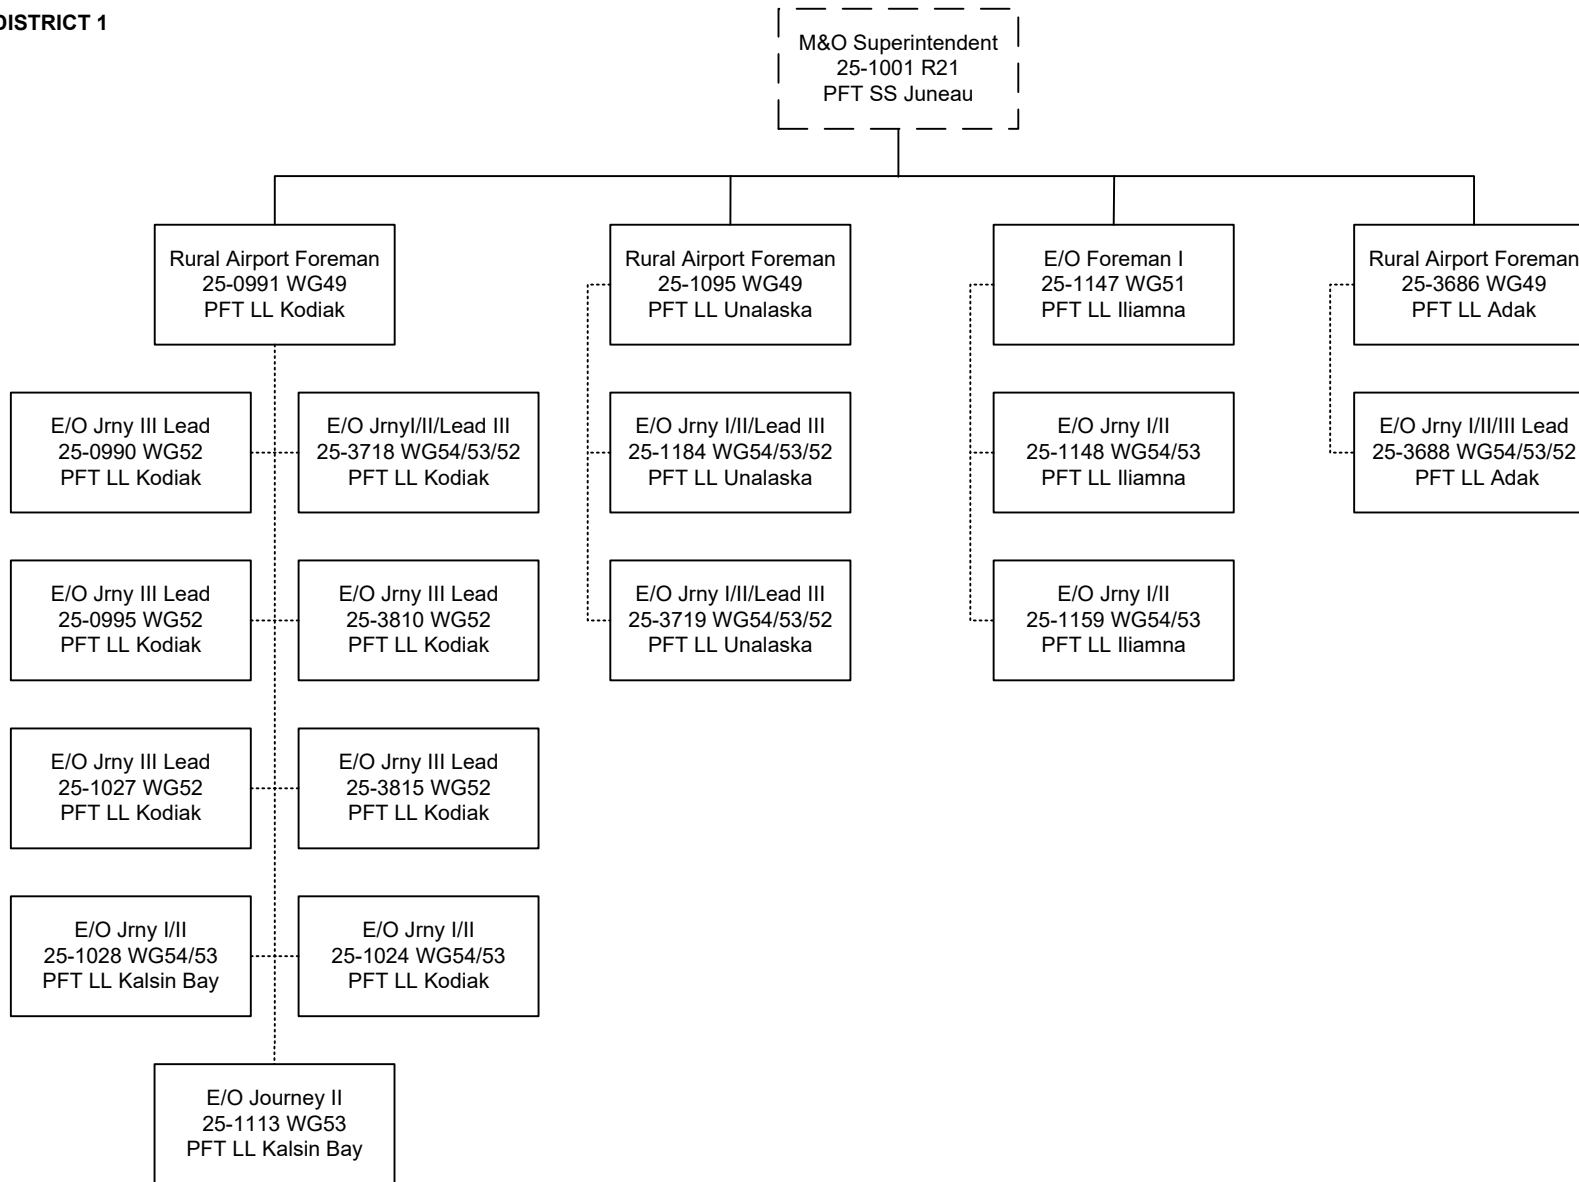 DISTRICT 1
M&O Superintendent
25-1001 R21
PFT SS Juneau
Rural Airport Foreman
25-0991 WG49
PFT LL Kodiak
Rural Airport Foreman
25-1095 WG49
PFT LL Unalaska
E/O Foreman I
25-1147 WG51
PFT LL Iliamna
Rural Airport Foreman
25-3686 WG49
PFT LL Adak
E/O Jrny III Lead
25-0990 WG52
PFT LL Kodiak
E/O JrnyI/II/Lead III
25-3718 WG54/53/52
PFT LL Kodiak
E/O Jrny I/II/Lead III
25-1184 WG54/53/52
PFT LL Unalaska
E/O Jrny I/II
25-1148 WG54/53
PFT LL Iliamna
E/O Jrny I/II/III Lead
25-3688 WG54/53/52
PFT LL Adak
E/O Jrny III Lead
25-0995 WG52
PFT LL Kodiak
E/O Jrny III Lead
25-3810 WG52
PFT LL Kodiak
E/O Jrny I/II/Lead III
25-3719 WG54/53/52
PFT LL Unalaska
E/O Jrny I/II
25-1159 WG54/53
PFT LL Iliamna
E/O Jrny III Lead
25-1027 WG52
PFT LL Kodiak
E/O Jrny III Lead
25-3815 WG52
PFT LL Kodiak
E/O Jrny I/II
25-1028 WG54/53
PFT LL Kalsin Bay
E/O Jrny I/II
25-1024 WG54/53
PFT LL Kodiak
E/O Journey II
25-1113 WG53
PFT LL Kalsin Bay